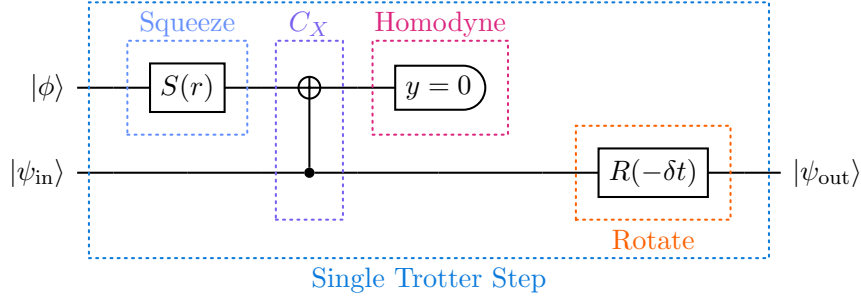 Squeeze C_X Homodyne
|ϕ⟩ S(r) y = 0
|ψ_in⟩ R(−δt) |ψ_out⟩
Rotate
Single Trotter Step